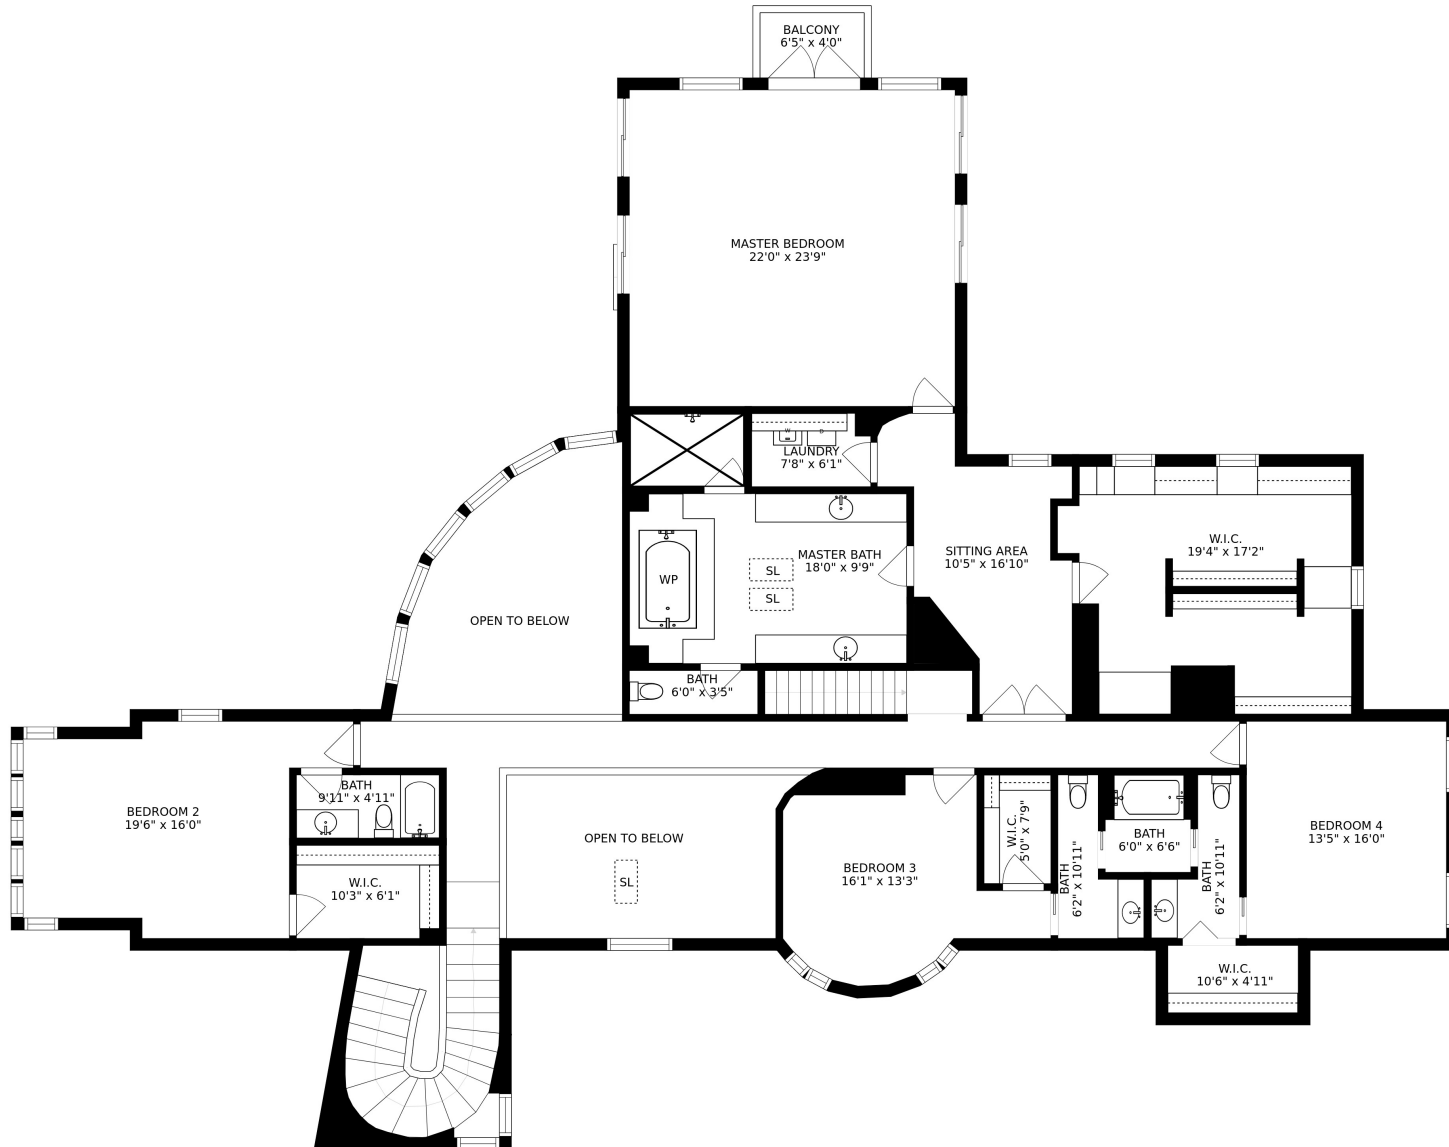 BALCONY
6'5" x 4'0"
MASTER BEDROOM
22'0" x 23'9"
W
D
LAUNDRY
7'8" x 6'1"
MASTER BATH
18'0" x 9'9"
SL
SL
WP
SITTING AREA
10'5" x 16'10"
W.I.C.
19'4" x 17'2"
OPEN TO BELOW
BATH
6'0" x 3'5"
BEDROOM 2
19'6" x 16'0"
BATH
9'11" x 4'11"
W.I.C.
10'3" x 6'1"
OPEN TO BELOW
SL
BEDROOM 3
16'1" x 13'3"
W.I.C.
5'0" x 7'9"
BATH
6'2" x 10'11"
BATH
6'0" x 6'6"
BATH
6'2" x 10'11"
BEDROOM 4
13'5" x 16'0"
W.I.C.
10'6" x 4'11"